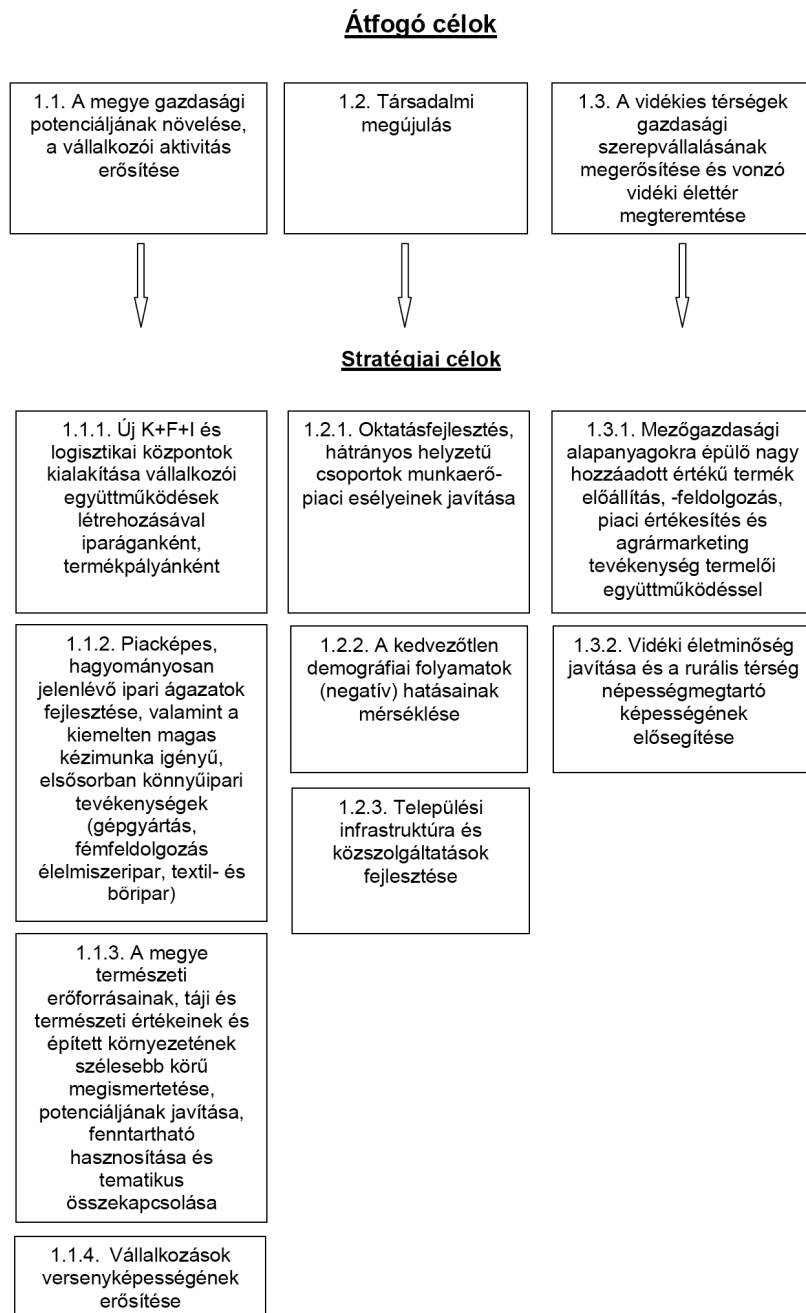 Átfogó célok
1.1. A megye gazdasági
potenciáljának növelése,
a vállalkozói aktivitás
erősítése
1.2. Társadalmi
megújulás
1.3. A vidékies térségek
gazdasági
szerepvállalásának
megerősítése és vonzó
vidéki élettér
megteremtése
Stratégiai célok
1.1.1. Új K+F+I és
logisztikai központok
kialakítása vállalkozói
együttműködések
létrehozásával
iparáganként,
termékpályánként
1.1.2. Piacképes,
hagyományosan
jelenlévő ipari ágazatok
fejlesztése, valamint a
kiemelten magas
kézimunka igényű,
elsősorban könnyűipari
tevékenységek
(gépgyártás,
fémfeldolgozás
élelmiszeripar, textil- és
bőripar)
1.1.3. A megye
természeti
erőforrásainak, táji és
természeti értékeinek és
épített környezetének
szélesebb körű
megismertetése,
potenciáljának javítása,
fenntartható
hasznosítása és
tematikus
összekapcsolása
1.1.4. Vállalkozások
versenyképességének
erősítése
1.2.1. Oktatásfejlesztés,
hátrányos helyzetű
csoportok munkaerő-
piaci esélyeinek javítása
1.2.2. A kedvezőtlen
demográfiai folyamatok
(negatív) hatásainak
mérséklése
1.2.3. Települési
infrastruktúra és
közszolgáltatások
fejlesztése
1.3.1. Mezőgazdasági
alapanyagokra épülő nagy
hozzáadott értékű termék
előállítás, -feldolgozás,
piaci értékesítés és
agrármarketing
tevékenység termelői
együttműködéssel
1.3.2. Vidéki életminőség
javítása és a rurális térség
népességmegtartó
képességének
elősegítése